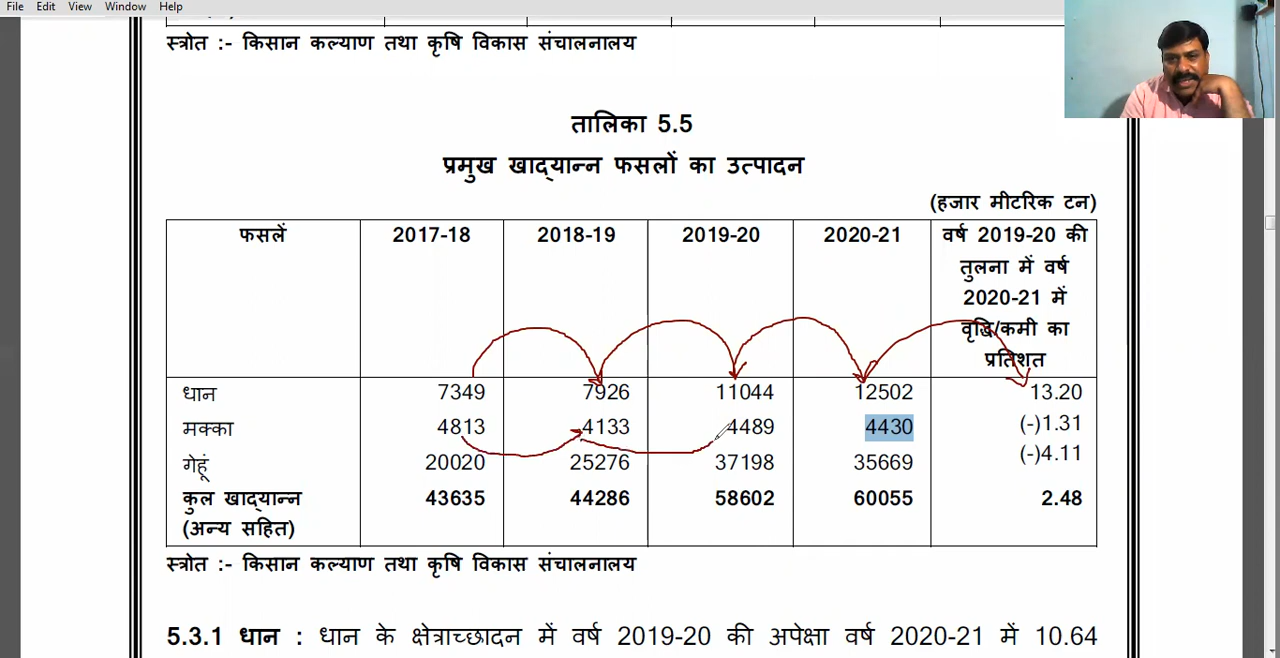 File Edit View Window Help
स्त्रोत :- किसान कल्याण तथा कृषि विकास संचालनालय
तालिका 5.5
प्रमुख खाद्यान्न फसलों का उत्पादन
(हजार मीटरिक टन)
फसलें 2017-18 2018-19 2019-20 2020-21 वर्ष 2019-20 की
तुलना में वर्ष
2020-21 में
वृद्धि/कमी का
प्रतिशत
धान 7349 7926 11044 12502 13.20
मक्का 4813 4133 4489 4430 (-)1.31
गेहूं 20020 25276 37198 35669 (-)4.11
कुल खाद्यान्न 43635 44286 58602 60055 2.48
(अन्य सहित)
स्त्रोत :- किसान कल्याण तथा कृषि विकास संचालनालय
5.3.1 धान : धान के क्षेत्राच्छादन में वर्ष 2019-20 की अपेक्षा वर्ष 2020-21 में 10.64